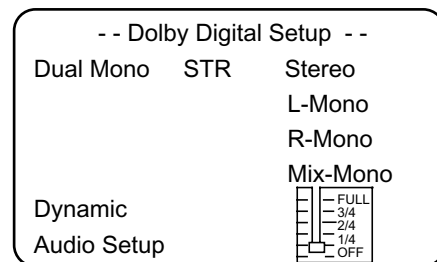 - - Dolby Digital Setup - -
Dual Mono STR Stereo
L-Mono
R-Mono
Mix-Mono
FULL
3/4
Dynamic
2/4
1/4
Audio Setup
OFF